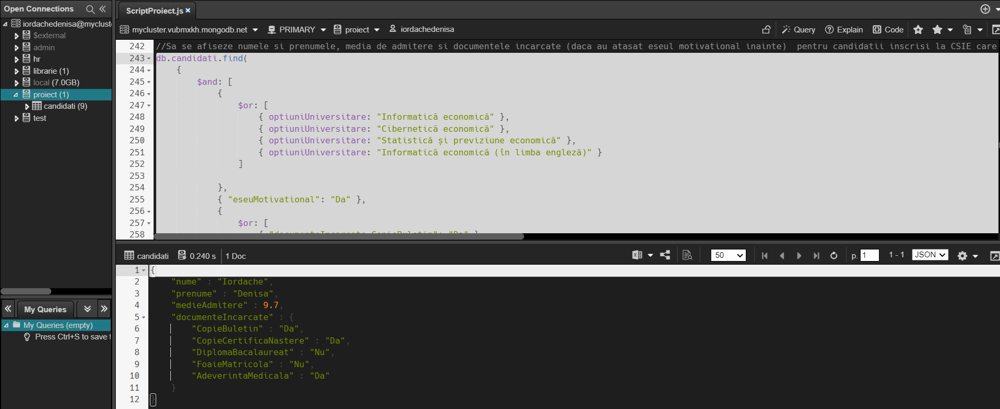 Open Connections
iordachedenisa@myclust
$external
admin
hr
librarie (1)
local (7.0GB)
proiect (1)
candidati (9)
test
My Queries
My Queries (empty)
Press Ctrl+S to save
ScriptProiect.js
mycluster.vubmxkh.mongodb.net PRIMARY proiect iordachedenisa Query Explain Code
242 //Sa se afiseze numele si prenumele, media de admitere si documentele incarcate (daca au atasat eseul motivational inainte)  pentru candidatii inscrisi la CSIE care
243 db.candidati.find(
244 {
245 $and: [
246 {
247 $or: [
248 { optiuniUniversitare: "Informatică economică" },
249 { optiuniUniversitare: "Cibernetică economică" },
250 { optiuniUniversitare: "Statistică și previziune economică" },
251 { optiuniUniversitare: "Informatică economică (în limba engleză)" }
252 ]
253
254 },
255 { "eseuMotivational": "Da" },
256 {
257 $or: [
258 { "documenteIncarcate.CopieBuletin": "Da" },
candidati 0.240 s 1 Doc 50 p. 1 1 - 1 JSON
1 {
2 "nume" : "Iordache",
3 "prenume" : "Denisa",
4 "medieAdmitere" : 9.7,
5 "documenteIncarcate" : {
6 "CopieBuletin" : "Da",
7 "CopieCertificaNastere" : "Da",
8 "DiplomaBacalaureat" : "Nu",
9 "FoaieMatricola" : "Nu",
10 "AdeverintaMedicala" : "Da"
11 }
12 }